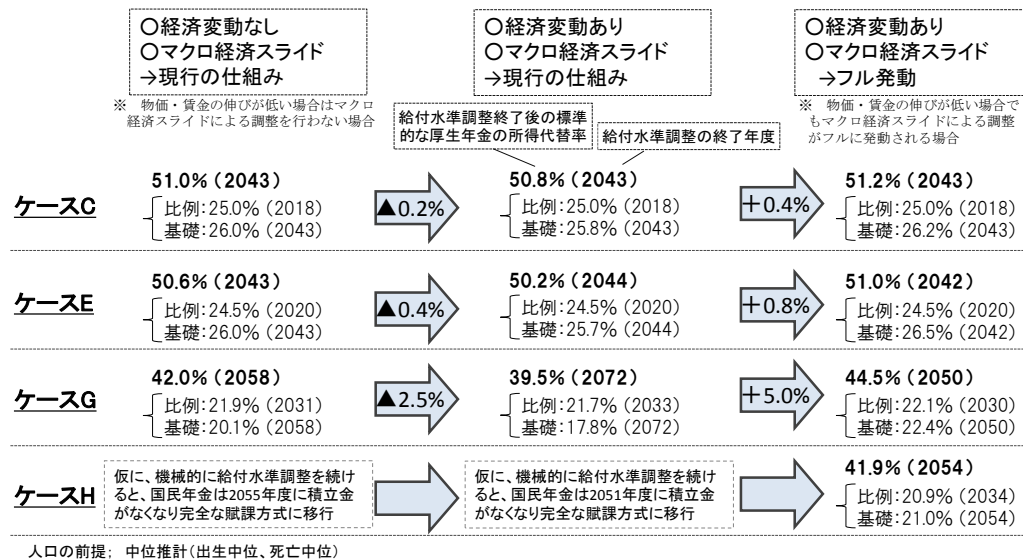 ○経済変動なし
○マクロ経済スライド
→現行の仕組み
※ 物価・賃金の伸びが低い場合はマクロ
経済スライドによる調整を行わない場合
○経済変動あり
○マクロ経済スライド
→現行の仕組み
○経済変動あり
○マクロ経済スライド
→フル発動
※ 物価・賃金の伸びが低い場合で
もマクロ経済スライドによる調整
がフルに発動される場合
給付水準調整終了後の標準
的な厚生年金の所得代替率
給付水準調整の終了年度
ケースC
51.0%(2043)
比例:25.0%(2018)
基礎:26.0%(2043)
▲0.2%
50.8%(2043)
比例:25.0%(2018)
基礎:25.8%(2043)
+0.4%
51.2%(2043)
比例:25.0%(2018)
基礎:26.2%(2043)
ケースE
50.6%(2043)
比例:24.5%(2020)
基礎:26.0%(2043)
▲0.4%
50.2%(2044)
比例:24.5%(2020)
基礎:25.7%(2044)
+0.8%
51.0%(2042)
比例:24.5%(2020)
基礎:26.5%(2042)
ケースG
42.0%(2058)
比例:21.9%(2031)
基礎:20.1%(2058)
▲2.5%
39.5%(2072)
比例:21.7%(2033)
基礎:17.8%(2072)
+5.0%
44.5%(2050)
比例:22.1%(2030)
基礎:22.4%(2050)
ケースH
仮に、機械的に給付水準調整を続け
ると、国民年金は2055年度に積立金
がなくなり完全な賦課方式に移行
仮に、機械的に給付水準調整を続け
ると、国民年金は2051年度に積立金
がなくなり完全な賦課方式に移行
41.9%(2054)
比例:20.9%(2034)
基礎:21.0%(2054)
人口の前提: 中位推計(出生中位、死亡中位)